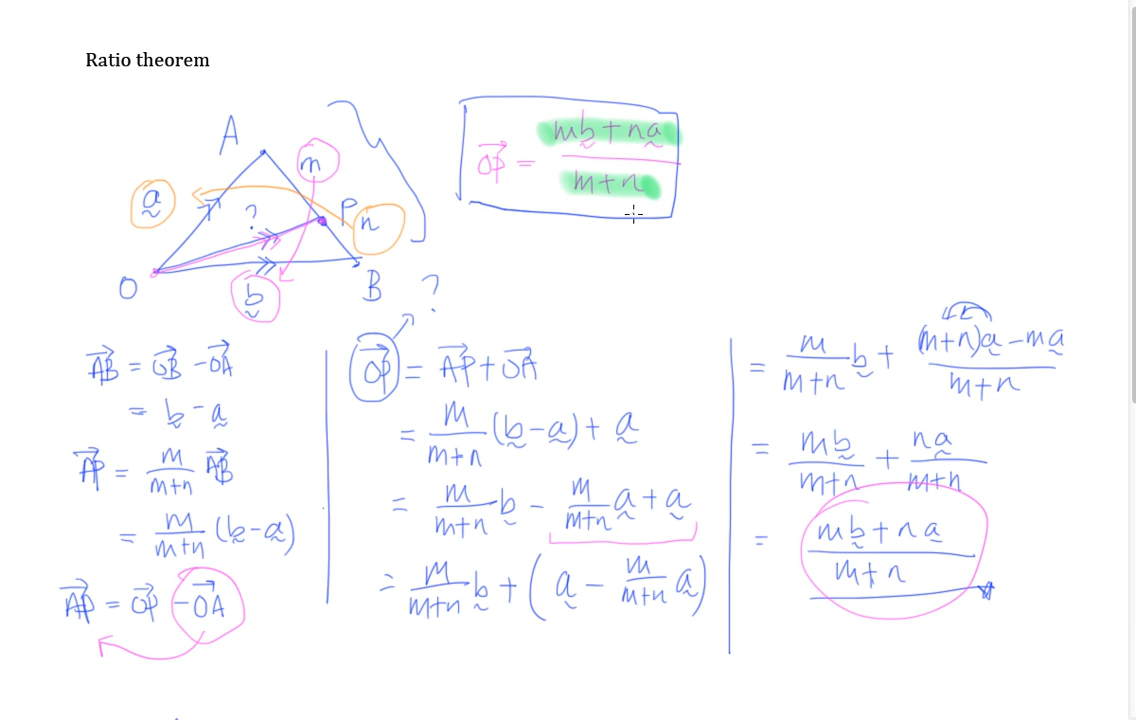 Ratio theorem
A
m
a
?
P
n
O
b
B
OP = (mb + na)/(m+n)
?
AB = OB - OA
= b - a
AP = m/(m+n) AB
= m/(m+n) (b - a)
AP = OP - OA
OP = AP + OA
= m/(m+n) (b - a) + a
= m/(m+n) b - m/(m+n) a + a
= m/(m+n) b + (a - m/(m+n) a)
= m/(m+n) b + ((m+n)a - ma)/(m+n)
= mb/(m+n) + na/(m+n)
= (mb + na)/(m+n)